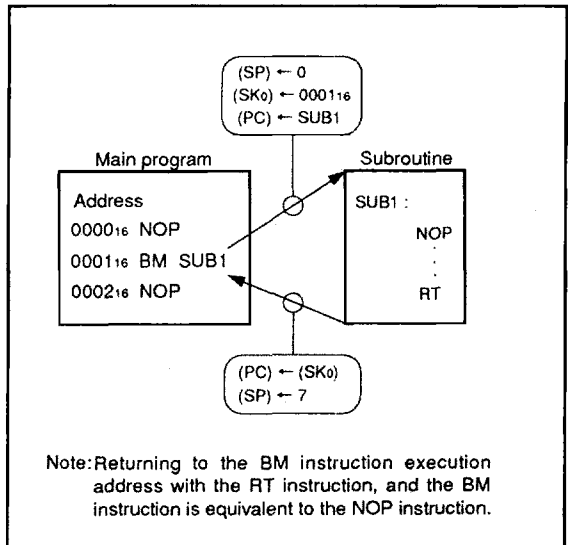 (SP) ← 0
(SK₀) ← 0001₁₆
(PC) ← SUB1
Main program
Subroutine
Address
0000₁₆ NOP
0001₁₆ BM SUB1
0002₁₆ NOP
SUB1 :
NOP
·
·
·
·
RT
(PC) ← (SK₀)
(SP) ← 7
Note: Returning to the BM instruction execution
address with the RT instruction, and the BM
instruction is equivalent to the NOP instruction.